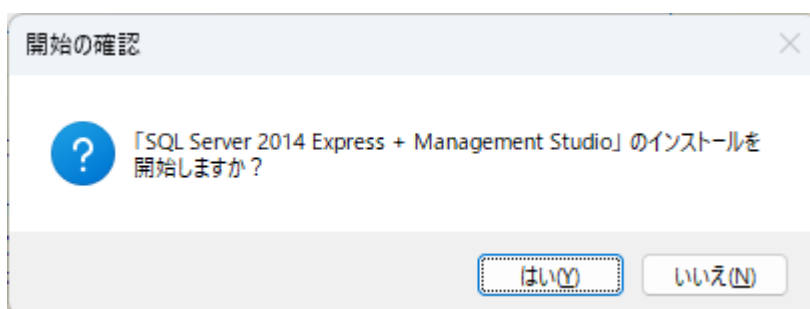 開始の確認
「SQL Server 2014 Express + Management Studio」のインストールを
開始しますか？
はい(Y)
いいえ(N)